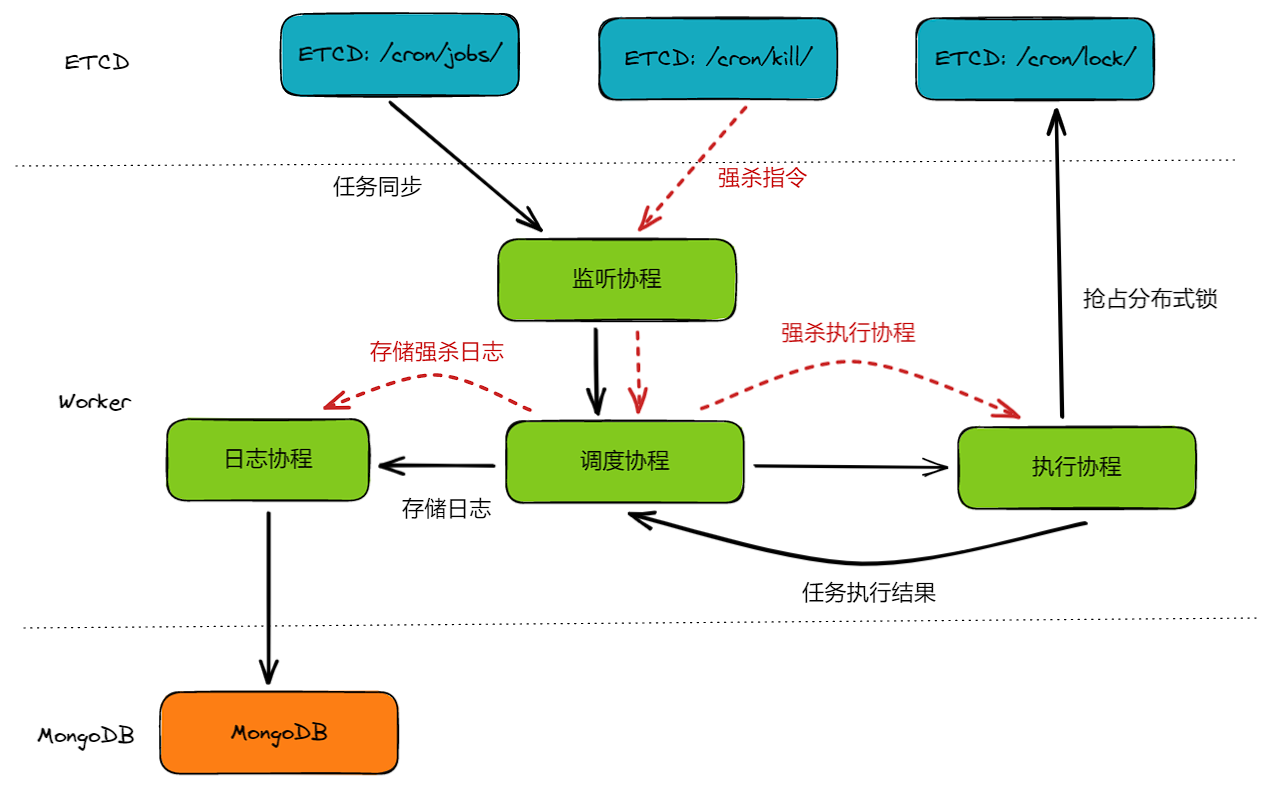 ETCD
ETCD: /cron/jobs/
ETCD: /cron/kill/
ETCD: /cron/lock/
任务同步
强杀指令
监听协程
抢占分布式锁
存储强杀日志
强杀执行协程
Worker
日志协程
调度协程
执行协程
存储日志
任务执行结果
MongoDB
MongoDB